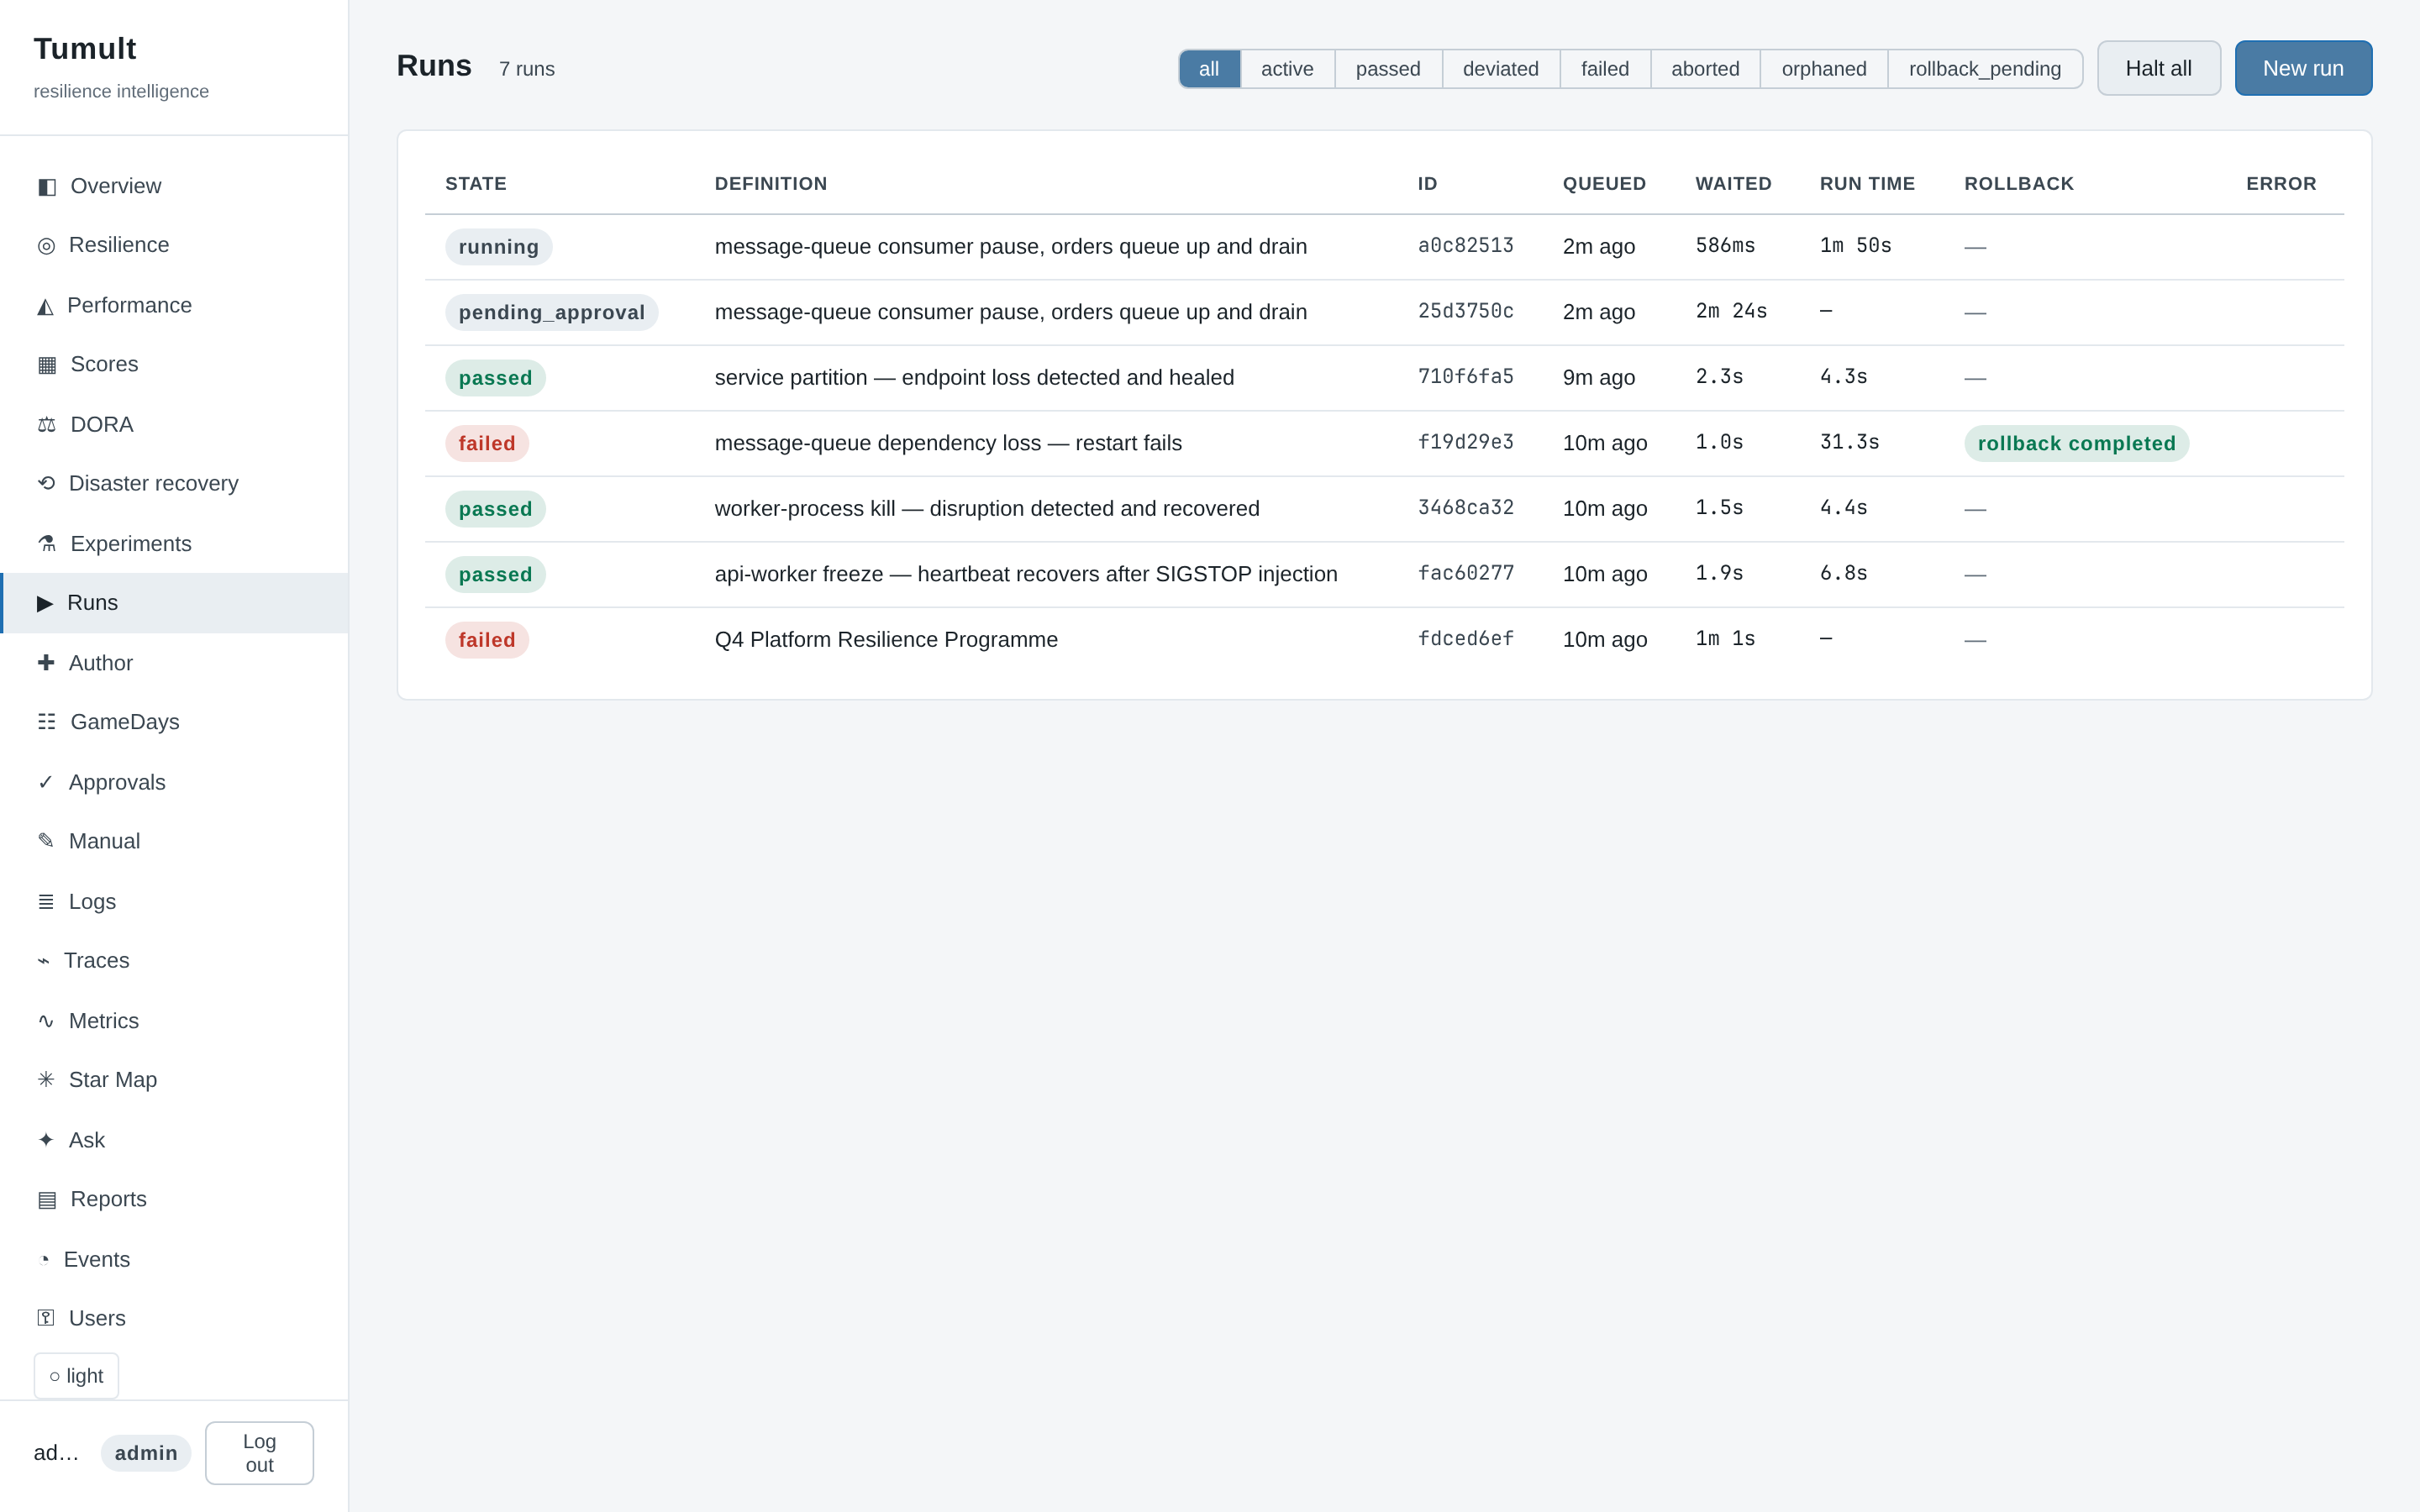 Tumult
resilience intelligence
Overview
Resilience
Performance
Scores
DORA
Disaster recovery
Experiments
Runs
Author
GameDays
Approvals
Manual
Logs
Traces
Metrics
Star Map
Ask
Reports
Events
Users
○ light
ad… admin Log out
Runs 7 runs all active passed deviated failed aborted orphaned rollback_pending Halt all New run
STATE DEFINITION ID QUEUED WAITED RUN TIME ROLLBACK ERROR
running message-queue consumer pause, orders queue up and drain a0c82513 2m ago 586ms 1m 50s —
pending_approval message-queue consumer pause, orders queue up and drain 25d3750c 2m ago 2m 24s — —
passed service partition — endpoint loss detected and healed 710f6fa5 9m ago 2.3s 4.3s —
failed message-queue dependency loss — restart fails f19d29e3 10m ago 1.0s 31.3s rollback completed
passed worker-process kill — disruption detected and recovered 3468ca32 10m ago 1.5s 4.4s —
passed api-worker freeze — heartbeat recovers after SIGSTOP injection fac60277 10m ago 1.9s 6.8s —
failed Q4 Platform Resilience Programme fdced6ef 10m ago 1m 1s — —